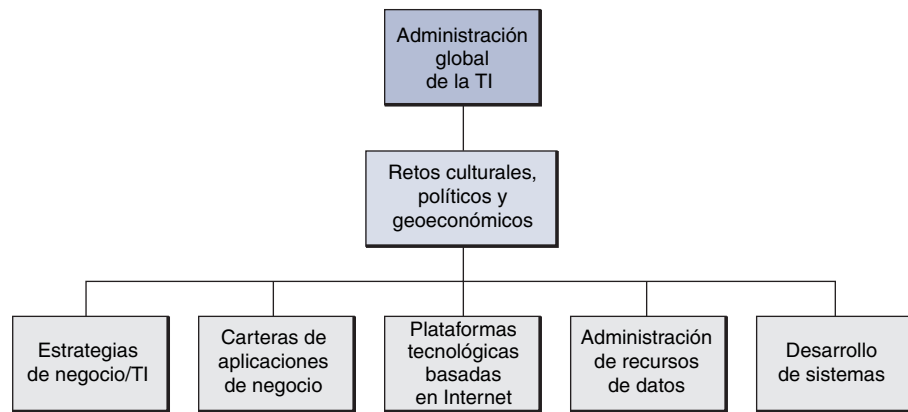 Administración
global
de la TI
Retos culturales,
políticos y
geoeconómicos
Estrategias
de negocio/TI
Carteras de
aplicaciones
de negocio
Plataformas
tecnológicas
basadas
en Internet
Administración
de recursos
de datos
Desarrollo
de sistemas